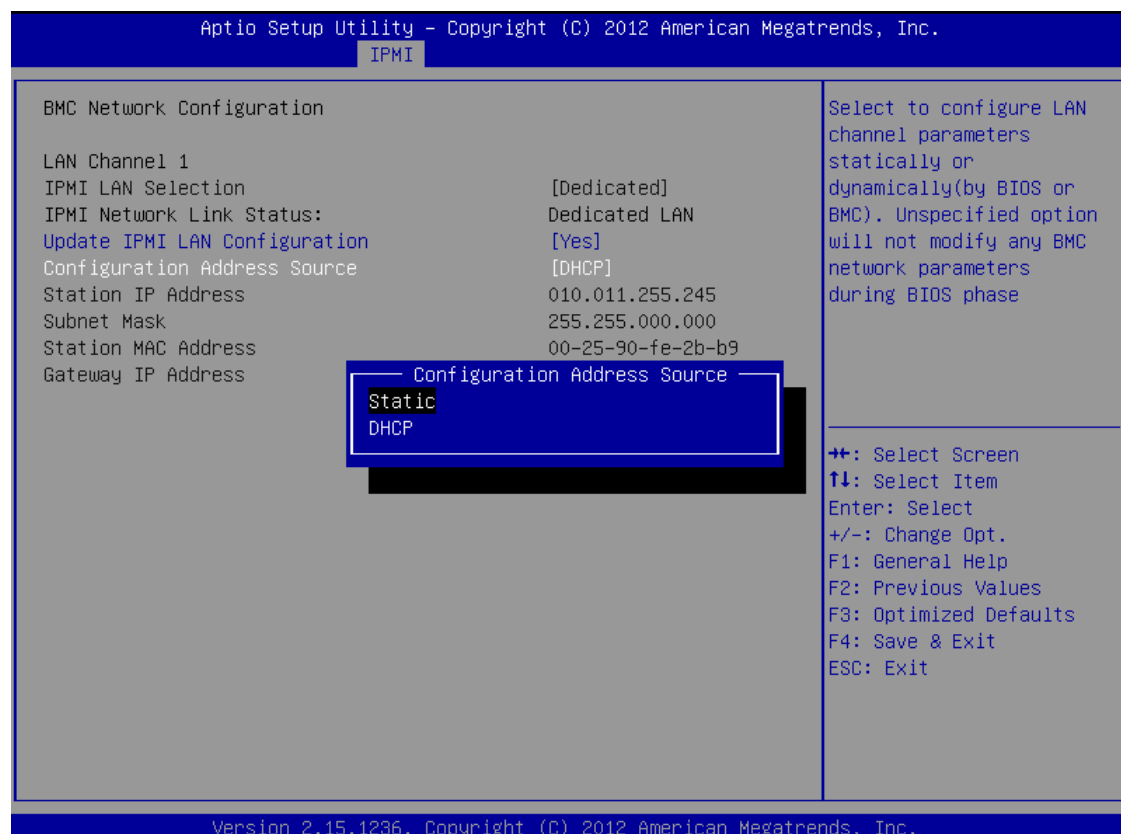 Aptio Setup Utility – Copyright (C) 2012 American Megatrends, Inc.
IPMI
BMC Network Configuration
LAN Channel 1
IPMI LAN Selection [Dedicated]
IPMI Network Link Status: Dedicated LAN
Update IPMI LAN Configuration [Yes]
Configuration Address Source [DHCP]
Station IP Address 010.011.255.245
Subnet Mask 255.255.000.000
Station MAC Address 00-25-90-fe-2b-b9
Gateway IP Address
Configuration Address Source
Static
DHCP
Select to configure LAN
channel parameters
statically or
dynamically(by BIOS or
BMC). Unspecified option
will not modify any BMC
network parameters
during BIOS phase
→←: Select Screen
↑↓: Select Item
Enter: Select
+/-: Change Opt.
F1: General Help
F2: Previous Values
F3: Optimized Defaults
F4: Save & Exit
ESC: Exit
Version 2.15.1236. Copyright (C) 2012 American Megatrends, Inc.